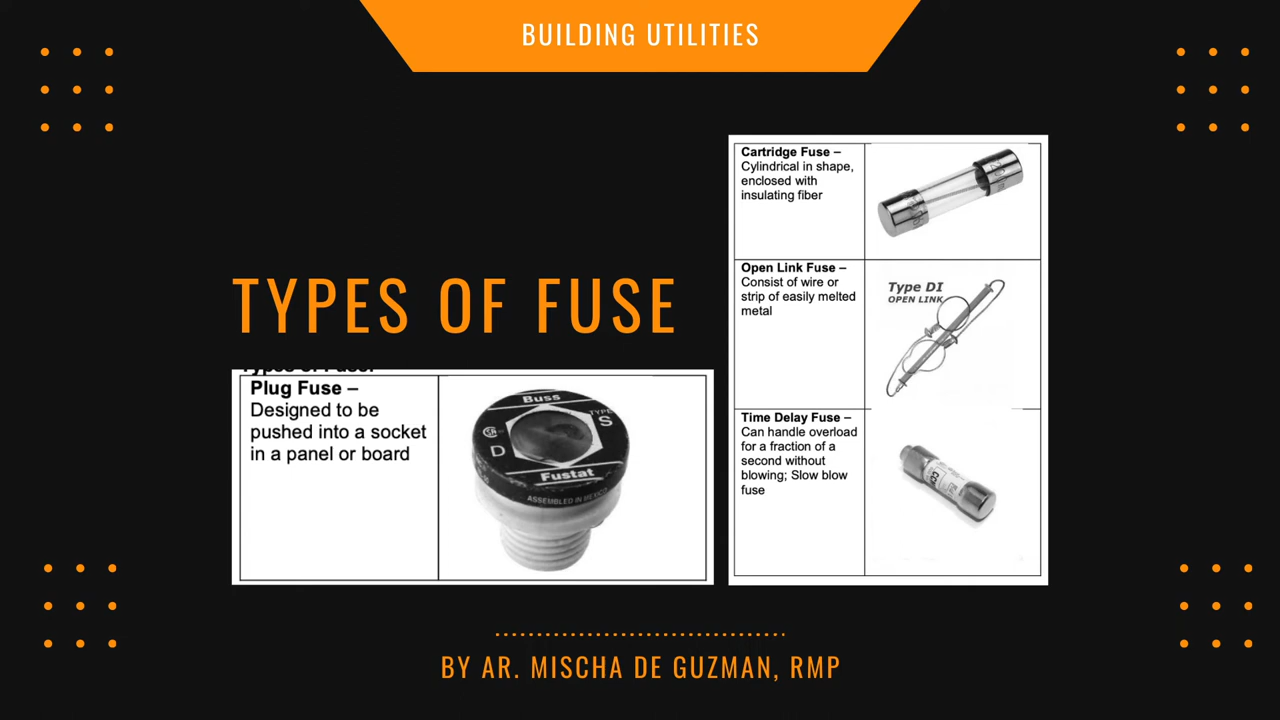 BUILDING UTILITIES
TYPES OF FUSE
Types of Fuse:
Plug Fuse –
Designed to be
pushed into a socket
in a panel or board
Buss
TYPE
S
D
Fustat
ASSEMBLED IN MEXICO
Cartridge Fuse –
Cylindrical in shape,
enclosed with
insulating fiber
Open Link Fuse –
Consist of wire or
strip of easily melted
metal
Type DI
OPEN LINK
Time Delay Fuse –
Can handle overload
for a fraction of a
second without
blowing; Slow blow
fuse
BY AR. MISCHA DE GUZMAN, RMP